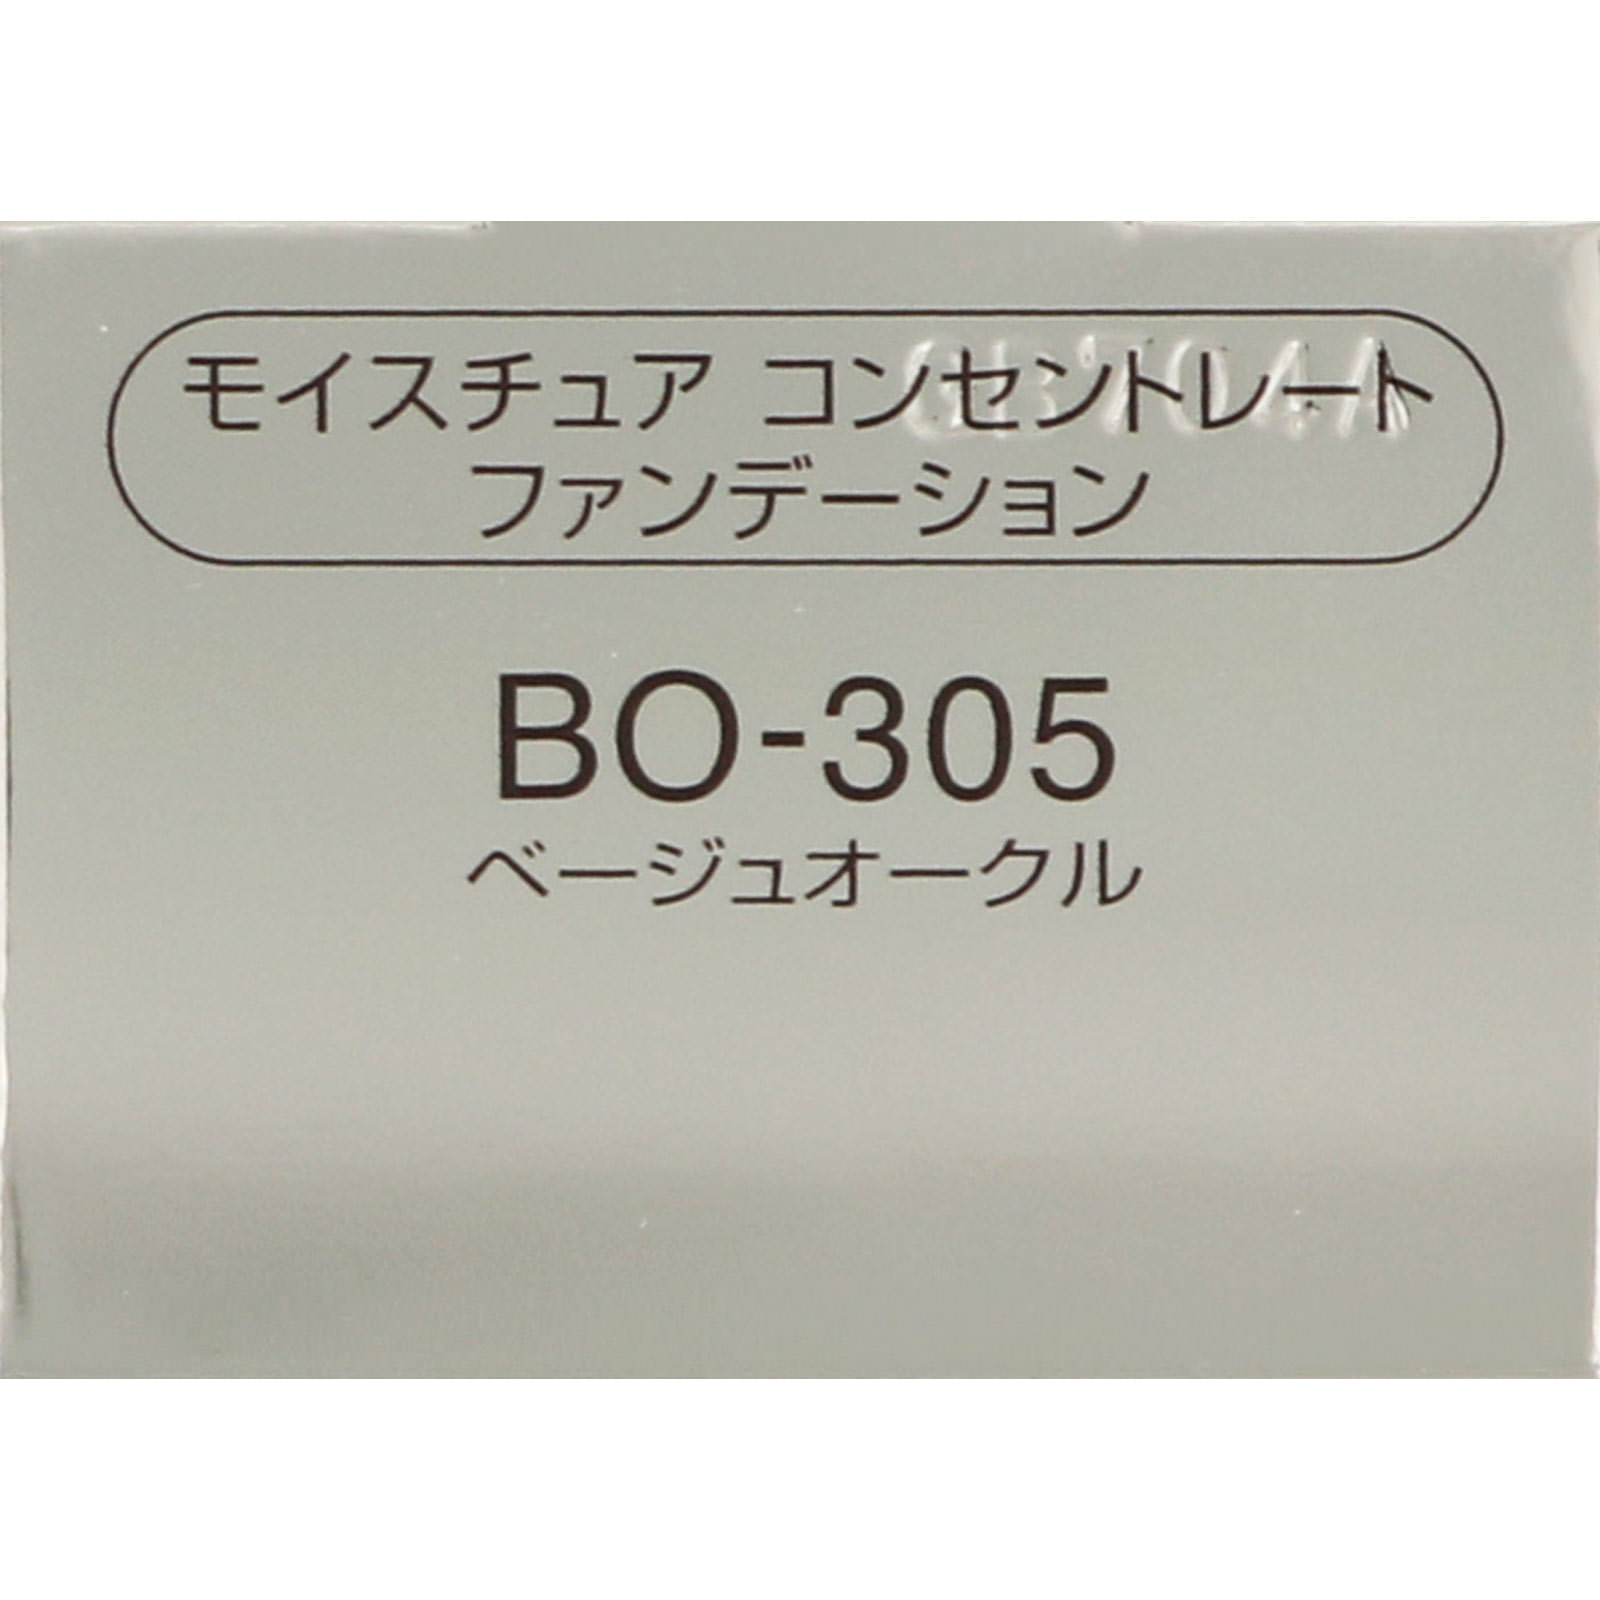 モイスチュア コンセントレート
ファンデーション
BO-305
ベージュオークル